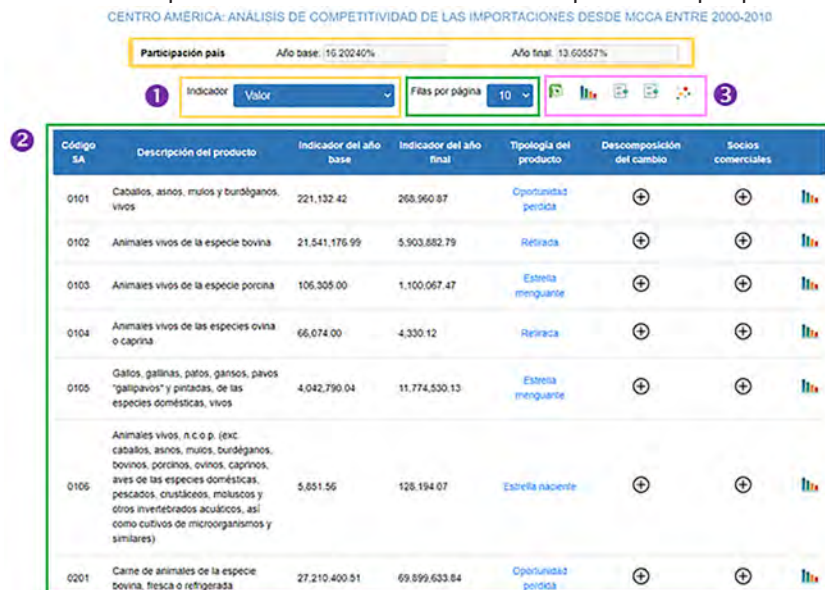 CENTRO AMÉRICA: ANÁLISIS DE COMPETITIVIDAD DE LAS IMPORTACIONES DESDE MCCA ENTRE 2000-2010
Participación país Año base: 16.20240% Año final: 13.60557%
1 Indicador Valor Filas por página 10 3
2
Código SA Descripción del producto Indicador del año base Indicador del año final Tipología del producto Descomposición del cambio Socios comerciales
0101 Caballos, asnos, mulos y burdéganos, vivos 221,132.42 268,960.87 Oportunidad perdida
0102 Animales vivos de la especie bovina 21,541,176.99 5,903,882.79 Retirada
0103 Animales vivos de la especie porcina 106,305.00 1,100,067.47 Estrella menguante
0104 Animales vivos de las especies ovina o caprina 66,074.00 4,330.12 Retirada
0105 Gallos, gallinas, patos, gansos, pavos "gallipavos" y pintadas, de las especies domésticas, vivos 4,042,790.04 11,774,530.13 Estrella menguante
0106 Animales vivos, n.c.o.p. (exc. caballos, asnos, mulos, burdéganos, bovinos, porcinos, ovinos, caprinos, aves de las especies domésticas, pescados, crustáceos, moluscos y otros invertebrados acuáticos, así como cultivos de microorganismos y similares) 5,851.56 128,194.07 Estrella naciente
0201 Carne de animales de la especie bovina, fresca o refrigerada 27,210,400.51 69,899,633.84 Oportunidad perdida